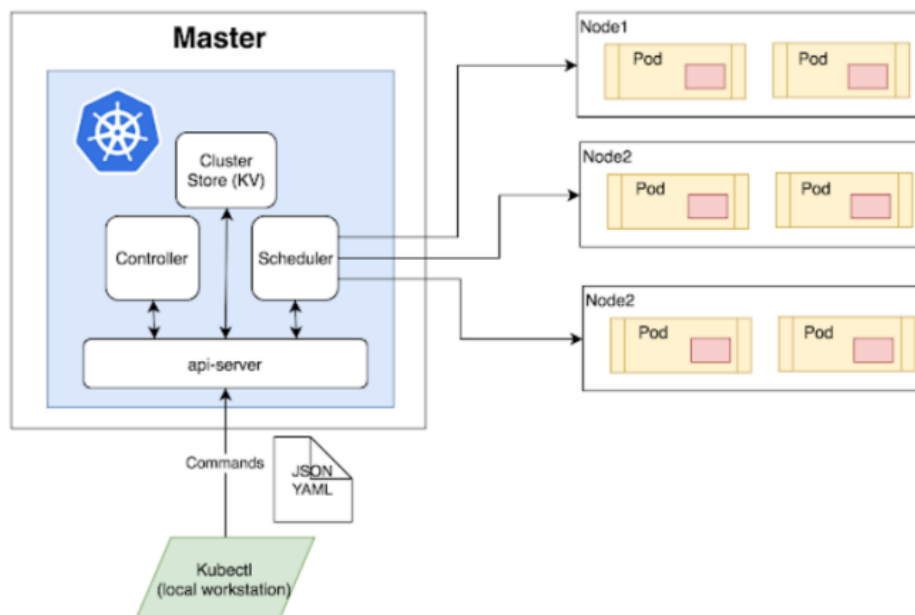 Master
Cluster
Store (KV)
Controller
Scheduler
api-server
Commands
JSON
YAML
Kubectl
(local workstation)
Node1
Pod
Pod
Node2
Pod
Pod
Node2
Pod
Pod